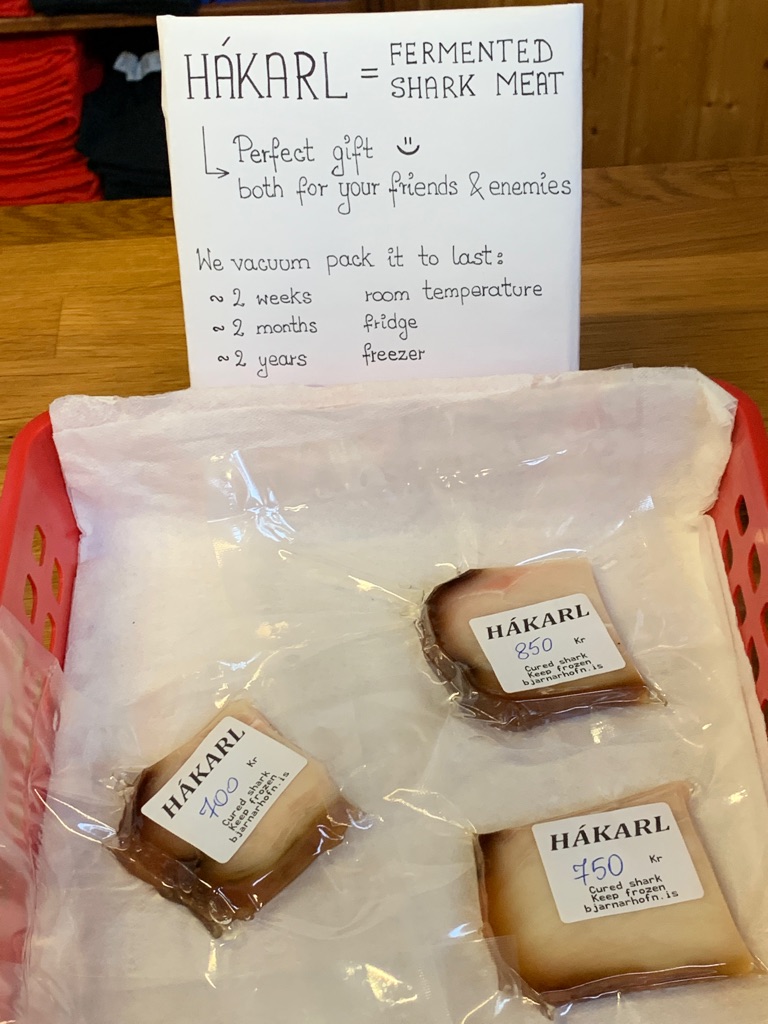 HÁKARL = FERMENTED
SHARK MEAT
Perfect gift
both for your friends & enemies
We vacuum pack it to last:
~ 2 weeks room temperature
~ 2 months fridge
~ 2 years freezer
HÁKARL
850 Kr
Cured shark
Keep frozen
bjarnarhofn.is
HÁKARL
700 Kr
Cured shark
Keep frozen
bjarnarhofn.is
HÁKARL
750 Kr
Cured shark
Keep frozen
bjarnarhofn.is